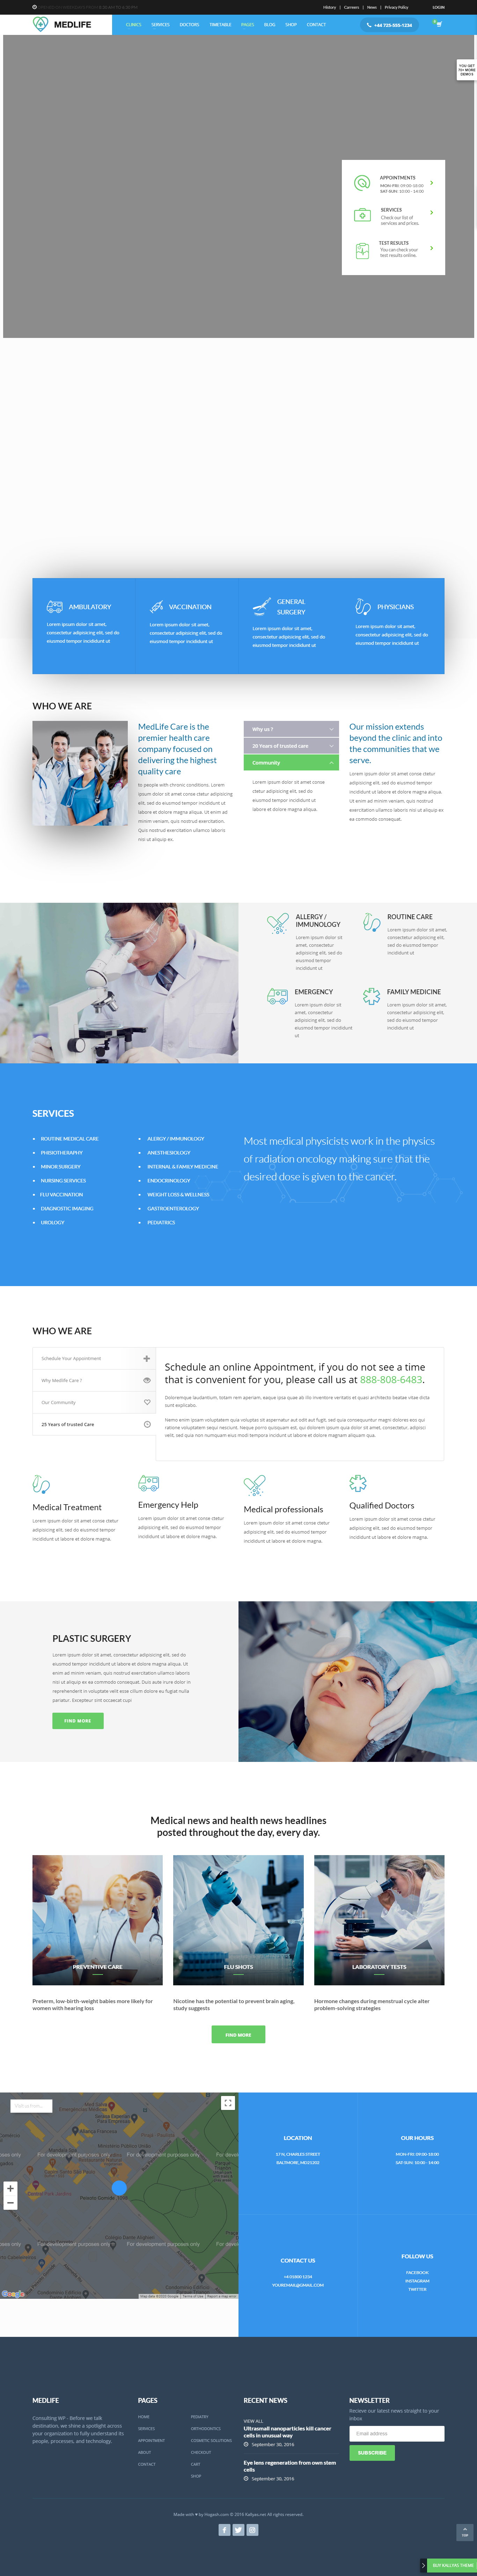 History | Carreers | News | Privacy Policy LOGIN
MEDLIFE
CLINICS SERVICES DOCTORS TIMETABLE PAGES BLOG SHOP CONTACT
+44 725-555-1234
YOU GET
MORE
DEMOS
APPOINTMENTS
MON-FRI: 09:00-18:00
SAT-SUN: 10:00 - 14:00
SERVICES
Check our list of
services and prices.
TEST RESULTS
You can check your
test results online.
AMBULATORY
Lorem ipsum dolor sit amet,
consectetur adipisicing elit, sed do
eiusmod tempor incididunt ut
VACCINATION
Lorem ipsum dolor sit amet,
consectetur adipisicing elit, sed do
eiusmod tempor incididunt ut
GENERAL
SURGERY
Lorem ipsum dolor sit amet,
consectetur adipisicing elit, sed do
eiusmod tempor incididunt ut
PHYSICIANS
Lorem ipsum dolor sit amet,
consectetur adipisicing elit, sed do
eiusmod tempor incididunt ut
WHO WE ARE
MedLife Care is the
premier health care
company focused on
delivering the highest
quality care
to people with chronic conditions. Lorem
ipsum dolor sit amet conse ctetur adipisicing
elit, sed do eiusmod tempor incididunt ut
labore et dolore magna aliqua. Ut enim ad
minim veniam, quis nostrud exercitation.
Quis nostrud exercitation ullamco laboris
nisi ut aliquip ex.
Why us ?
20 Years of trusted care
Community
Lorem ipsum dolor sit amet conse
ctetur adipisicing elit, sed do
eiusmod tempor incididunt ut
labore et dolore magna aliqua.
Our mission extends
beyond the clinic and into
the communities that we
serve.
Lorem ipsum dolor sit amet conse ctetur
adipisicing elit, sed do eiusmod tempor
incididunt ut labore et dolore magna aliqua.
Ut enim ad minim veniam, quis nostrud
exercitation ullamco laboris nisi ut aliquip ex
ea commodo consequat.
ALLERGY /
IMMUNOLOGY
Lorem ipsum dolor sit
amet, consectetur
adipisicing elit, sed do
eiusmod tempor
incididunt ut
ROUTINE CARE
Lorem ipsum dolor sit amet,
consectetur adipisicing elit,
sed do eiusmod tempor
incididunt ut
EMERGENCY
Lorem ipsum dolor sit
amet, consectetur
adipisicing elit, sed do
eiusmod tempor incididunt
ut
FAMILY MEDICINE
Lorem ipsum dolor sit amet,
consectetur adipisicing elit,
sed do eiusmod tempor
incididunt ut
SERVICES
ROUTINE MEDICAL CARE
PHISIOTHERAPHY
MINOR SURGERY
NURSING SERVICES
FLU VACCINATION
DIAGNOSTIC IMAGING
UROLOGY
ALERGY / IMMUNOLOGY
ANESTHESIOLOGY
INTERNAL & FAMILY MEDICINE
ENDOCRINOLOGY
WEIGHT LOSS & WELLNESS
GASTROENTEROLOGY
PEDIATRICS
Most medical physicists work in the physics
of radiation oncology making sure that the
desired dose is given to the cancer.
WHO WE ARE
Schedule Your Appointment
Why Medlife Care ?
Our Community
25 Years of trusted Care
Schedule an online Appointment, if you do not see a time
that is convenient for you, please call us at 888-808-6483.
Doloremque laudantium, totam rem aperiam, eaque ipsa quae ab illo inventore veritatis et quasi architecto beatae vitae dicta
sunt explicabo.
Nemo enim ipsam voluptatem quia voluptas sit aspernatur aut odit aut fugit, sed quia consequuntur magni dolores eos qui
ratione voluptatem sequi nesciunt. Neque porro quisquam est, qui dolorem ipsum quia dolor sit amet, consectetur, adipisci
velit, sed quia non numquam eius modi tempora incidunt ut labore et dolore magnam aliquam quaerat.
Medical Treatment
Lorem ipsum dolor sit amet conse ctetur
adipisicing elit, sed do eiusmod tempor
incididunt ut labore et dolore magna.
Emergency Help
Lorem ipsum dolor sit amet conse ctetur
adipisicing elit, sed do eiusmod tempor
incididunt ut labore et dolore magna.
Medical professionals
Lorem ipsum dolor sit amet conse ctetur
adipisicing elit, sed do eiusmod tempor
incididunt ut labore et dolore magna.
Qualified Doctors
Lorem ipsum dolor sit amet conse ctetur
adipisicing elit, sed do eiusmod tempor
incididunt ut labore et dolore magna.
PLASTIC SURGERY
Lorem ipsum dolor sit amet, consectetur adipisicing elit, sed do
eiusmod tempor incididunt ut labore et dolore magna aliqua. Ut
enim ad minim veniam, quis nostrud exercitation ullamco laboris
nisi ut aliquip ex ea commodo consequat. Duis aute irure dolor in
reprehenderit in voluptate velit esse cillum dolore eu fugiat nulla
pariatur. Excepteur sint occaecat cupi
FIND MORE
Medical news and health news headlines
posted throughout the day, every day.
PREVENTIVE CARE
FLU SHOTS
LABORATORY TESTS
Preterm, low-birth-weight babies more likely for
women with hearing loss
Nicotine has the potential to prevent brain aging,
study suggests
Hormone changes during menstrual cycle alter
problem-solving strategies
FIND MORE
For development purposes only
For development purposes only
Google
Map data ©2020 Google Terms of Use Report a map error
LOCATION
1776, CHARLES STREET
BALTMORE, MD21202
OUR HOURS
MON-FRI: 09:00-18:00
SAT-SUN: 10:00 - 14:00
CONTACT US
YOUREMAIL@GMAIL.COM
FOLLOW US
FACEBOOK
INSTAGRAM
TWITTER
MEDLIFE
Consulting WP - Before we talk
destination, we shine a spotlight across
your organization to fully understand its
people, processes, and technology.
PAGES
HOME
SERVICES
APPOINTMENT
ABOUT
CONTACT
PEDIATRY
ORTHODONTICS
COSMETIC SOLUTIONS
CHECKOUT
CART
SHOP
RECENT NEWS
VIEW ALL
Ultrasmall nanoparticles kill cancer
cells in unusual way
September 30, 2016
Eye lens regeneration from own stem
cells
September 30, 2016
NEWSLETTER
Recieve our latest news straight to your
inbox.
Email address
SUBSCRIBE
Made with ♥ by Hogash.com © 2016 Kallyas.net All rights reserved.
TOP
BUY KALLYAS THEME